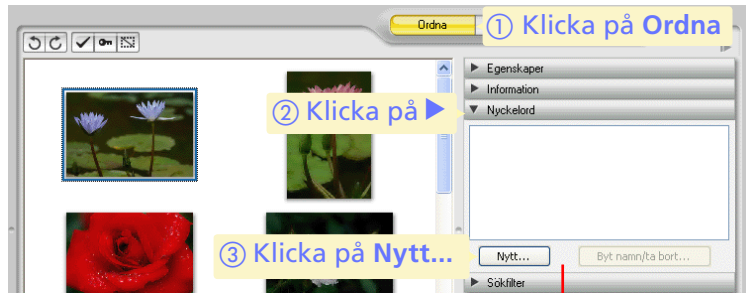 Ordna
① Klicka på Ordna
Egenskaper
Information
② Klicka på ▶
Nyckelord
③ Klicka på Nytt...
Nytt...
Byt namn/ta bort...
Sökfilter